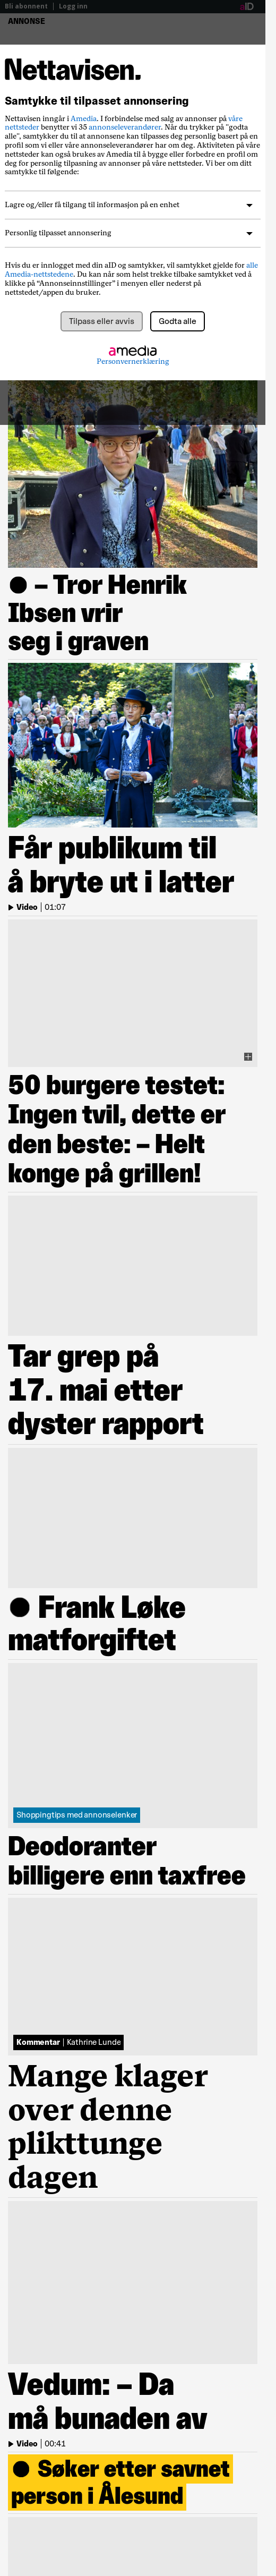 Bli abonnent | Logg inn
aID
ANNONSE
Nettavisen.
Samtykke til tilpasset annonsering
Nettavisen inngår i Amedia. I forbindelse med salg av annonser på våre
nettsteder benytter vi 35 annonseleverandører. Når du trykker på "godta
alle", samtykker du til at annonsene kan tilpasses deg personlig basert på en
profil som vi eller våre annonseleverandører har om deg. Aktiviteten på våre
nettsteder kan også brukes av Amedia til å bygge eller forbedre en profil om
deg for personlig tilpasning av annonser på våre nettsteder. Vi ber om ditt
samtykke til følgende:
Lagre og/eller få tilgang til informasjon på en enhet
Personlig tilpasset annonsering
Hvis du er innlogget med din aID og samtykker, vil samtykket gjelde for alle
Amedia-nettstedene. Du kan når som helst trekke tilbake samtykket ved å
klikke på “Annonseinnstillinger” i menyen eller nederst på
nettstedet/appen du bruker.
Tilpass eller avvis
Godta alle
amedia
Personvernerklæring
● – Tror Henrik
Ibsen vrir
seg i graven
Får publikum til
å bryte ut i latter
Video | 01:07
50 burgere testet:
Ingen tvil, dette er
den beste: – Helt
konge på grillen!
Tar grep på
17. mai etter
dyster rapport
● Frank Løke
matforgiftet
Shoppingtips med annonselenker
Deodoranter
billigere enn taxfree
Kommentar | Kathrine Lunde
Mange klager
over denne
plikttunge
dagen
Vedum: – Da
må bunaden av
Video | 00:41
● Søker etter savnet
person i Ålesund